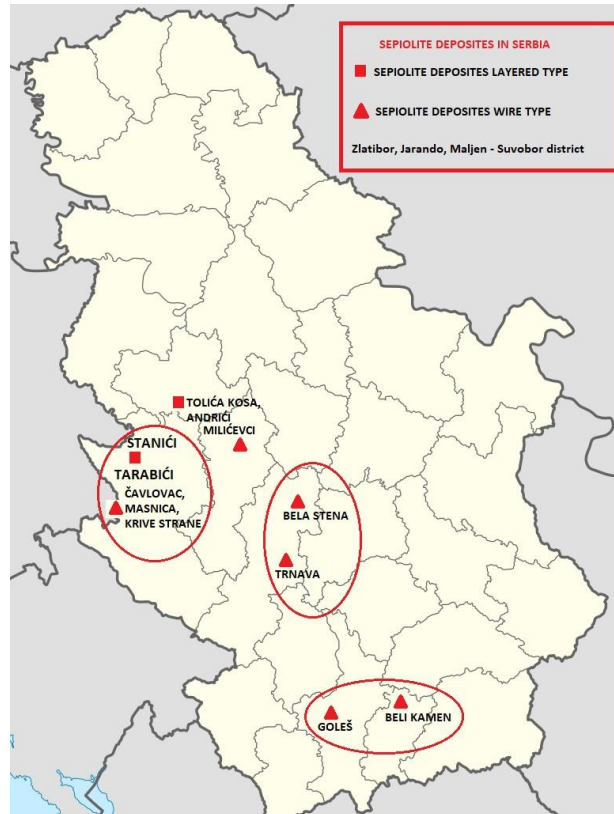 SEPIOLITE DEPOSITES IN SERBIA
SEPIOLITE DEPOSITES LAYERED TYPE
SEPIOLITE DEPOSITES WIRE TYPE
Zlatibor, Jarando, Maljen - Suvobor district
TOLIĆA KOSA,
ANDRIĆI
MILIĆEVCI
STANIĆI
TARABIĆI
ČAVLOVAC,
MASNICA,
KRIVE STRANE
BELA STENA
TRNAVA
GOLEŠ
BELI KAMEN